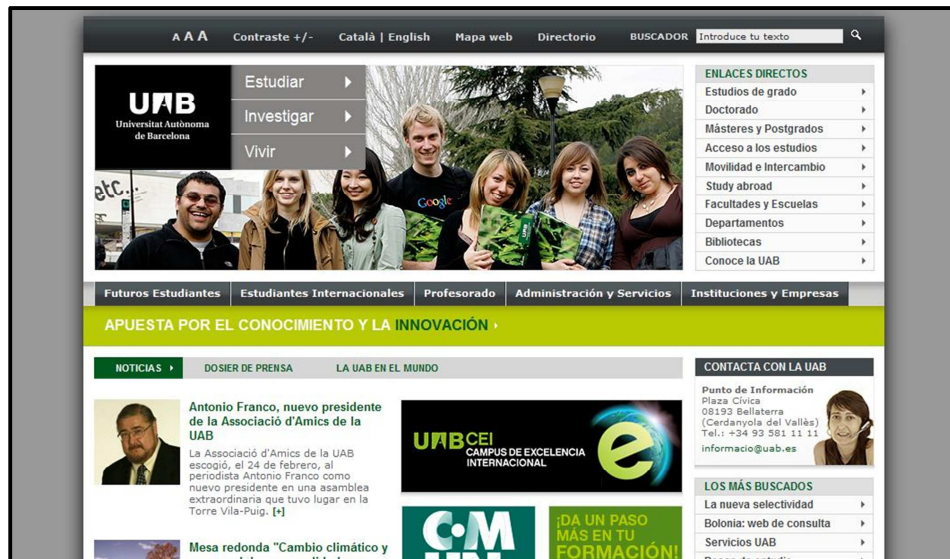 A A A Contraste +/- Català | English Mapa web Directorio BUSCADOR Introduce tu texto
UAB
Universitat Autònoma
de Barcelona
Estudiar
Investigar
Vivir
etc...
Google
UAB
ENLACES DIRECTOS
Estudios de grado
Doctorado
Másteres y Postgrados
Acceso a los estudios
Movilidad e Intercambio
Study abroad
Facultades y Escuelas
Departamentos
Bibliotecas
Conoce la UAB
Futuros Estudiantes Estudiantes Internacionales Profesorado Administración y Servicios Instituciones y Empresas
APUESTA POR EL CONOCIMIENTO Y LA INNOVACIÓN
NOTICIAS DOSIER DE PRENSA LA UAB EN EL MUNDO
Antonio Franco, nuevo presidente
de la Associació d'Amics de la
UAB
La Associació d'Amics de la UAB
escogió, el 24 de febrero, al
periodista Antonio Franco como
nuevo presidente en una asamblea
extraordinaria que tuvo lugar en la
Torre Vila-Puig. [+]
Mesa redonda "Cambio climático y
UAB CEI
CAMPUS DE EXCELENCIA
INTERNACIONAL
e
C·M
UN
¡DA UN PASO
MÁS EN TU
FORMACIÓN!
CONTACTA CON LA UAB
Punto de Información
Plaza Cívica
08193 Bellaterra
(Cerdanyola del Vallès)
Tel.: +34 93 581 11 11
informacio@uab.es
LOS MÁS BUSCADOS
La nueva selectividad
Bolonia: web de consulta
Servicios UAB